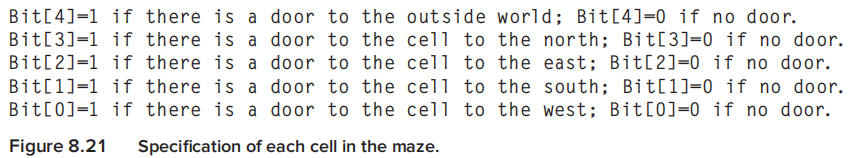 Bit[4]=1 if there is a door to the outside world; Bit[4]=0 if no door.
Bit[3]=1 if there is a door to the cell to the north; Bit[3]=0 if no door.
Bit[2]=1 if there is a door to the cell to the east; Bit[2]=0 if no door.
Bit[1]=1 if there is a door to the cell to the south; Bit[1]=0 if no door.
Bit[0]=1 if there is a door to the cell to the west; Bit[0]=0 if no door.
Figure 8.21 Specification of each cell in the maze.